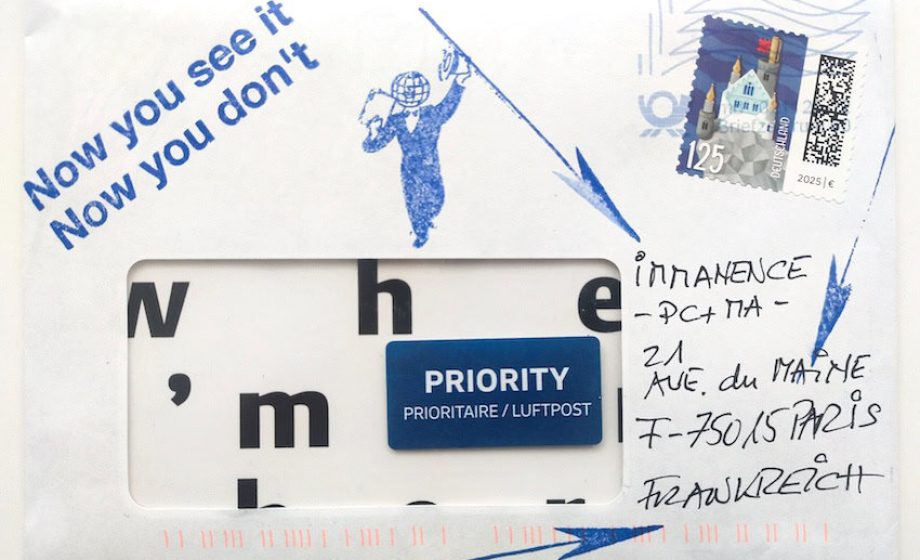 Now you see it
Now you don't
125
DEUTSCHLAND
2025 | €
w h e
'm
PRIORITY
PRIORITAIRE / LUFTPOST
IMMANENCE
- PC+MA -
21
AVE. du MAINE
F-75015 PARIS
FRANKREICH